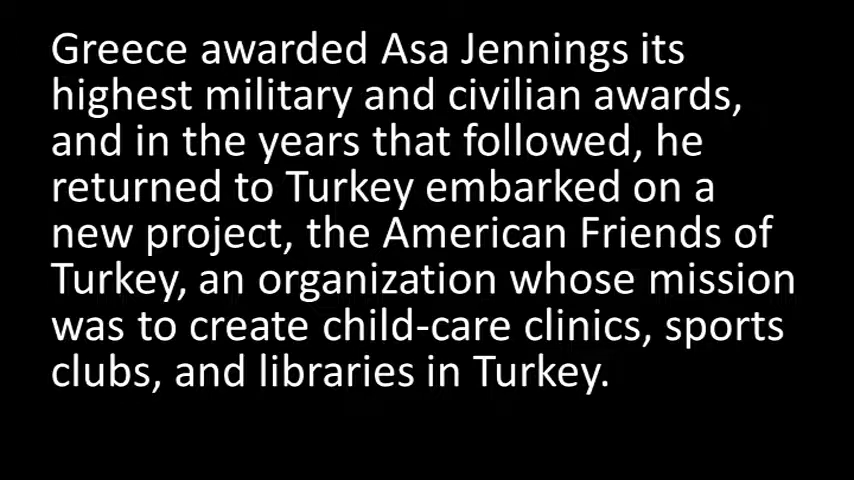 Greece awarded Asa Jennings its
highest military and civilian awards,
and in the years that followed, he
returned to Turkey embarked on a
new project, the American Friends of
Turkey, an organization whose mission
was to create child-care clinics, sports
clubs, and libraries in Turkey.